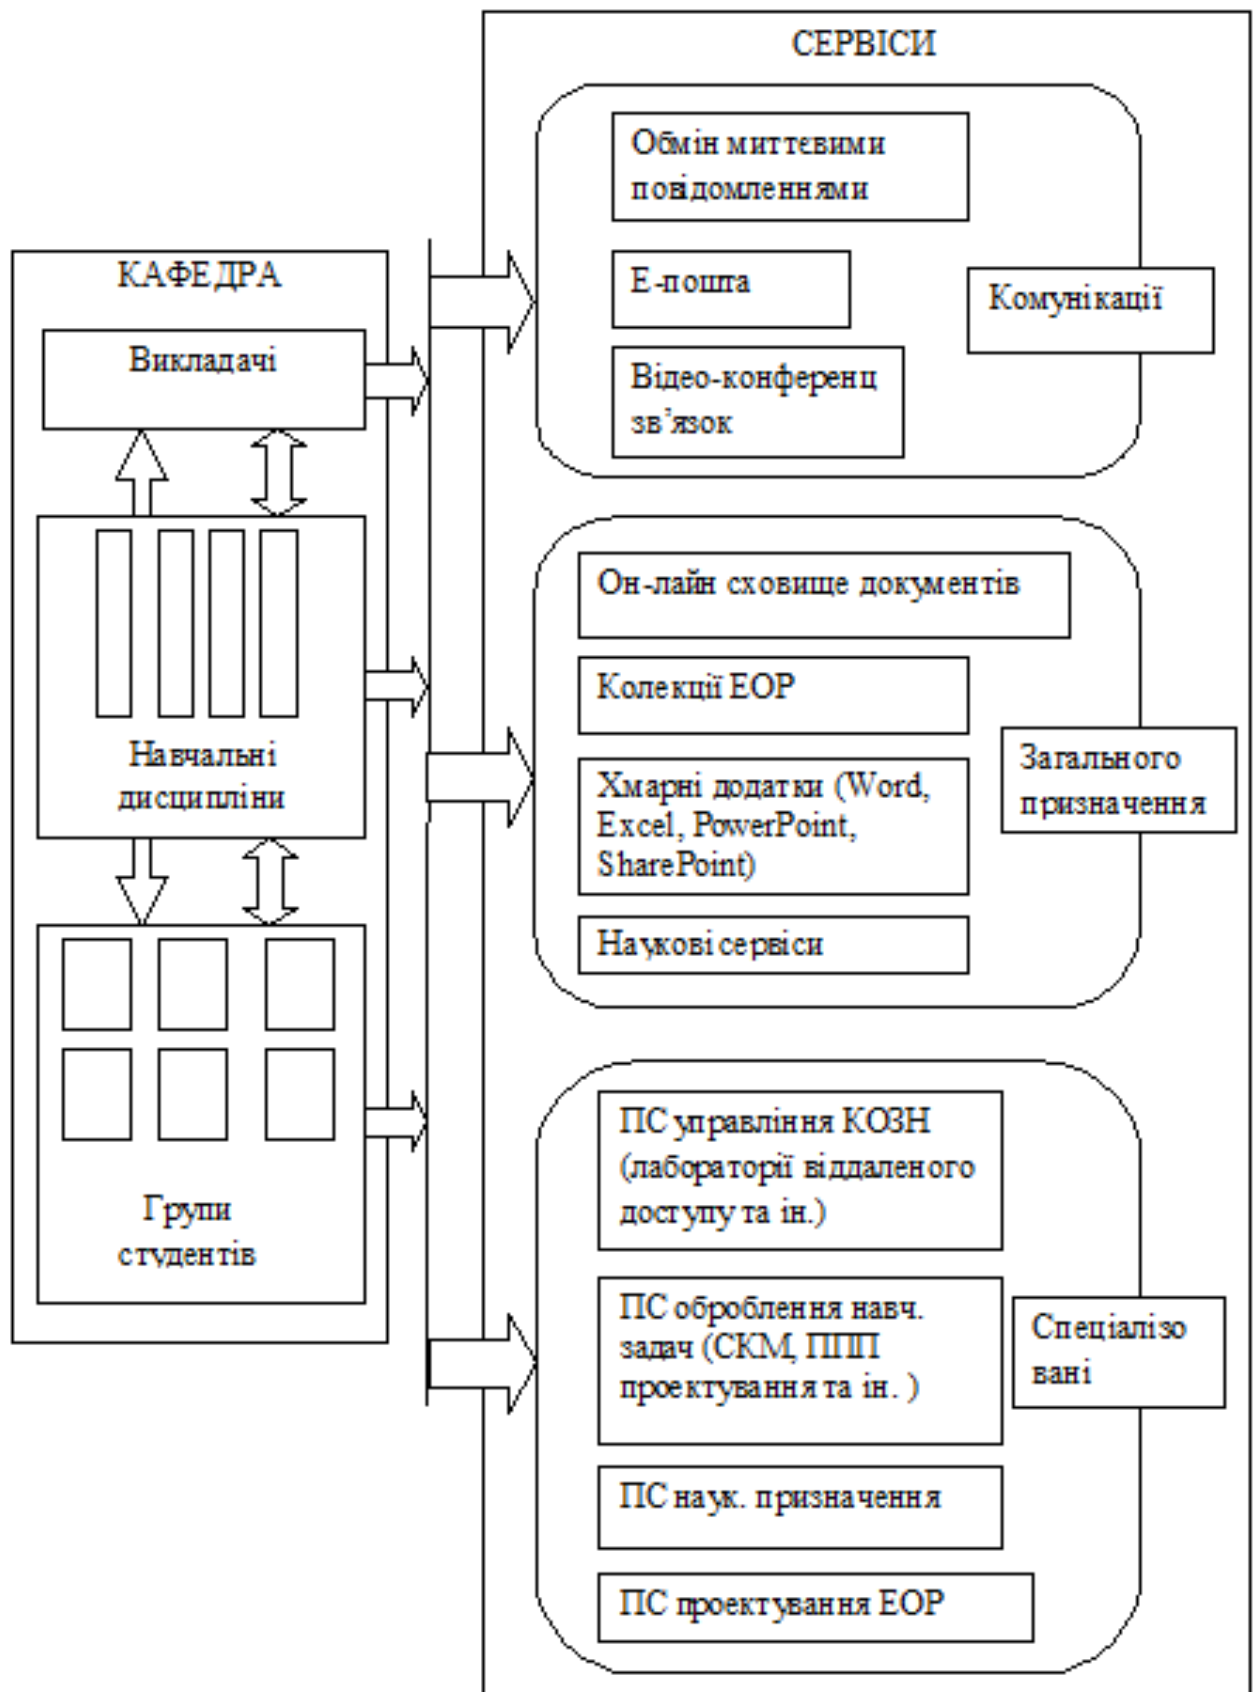 КАФЕДРА
Викладачі
Навчальні
дисципліни
Групи
студентів
СЕРВІСИ
Обмін миттєвими
повідомленнями
Е-пошта
Відео-конференц
зв'язок
Комунікації
Он-лайн сховище документів
Колекції ЕОР
Хмарні додатки (Word,
Excel, PowerPoint,
SharePoint)
Наукові сервіси
Загального
призначення
ПС управління КОЗН
(лабораторії віддаленого
доступу та ін.)
ПС оброблення навч.
задач (СКМ, ППП
проектування та ін. )
ПС наук. призначення
ПС проектування ЕОР
Спеціалізо
вані